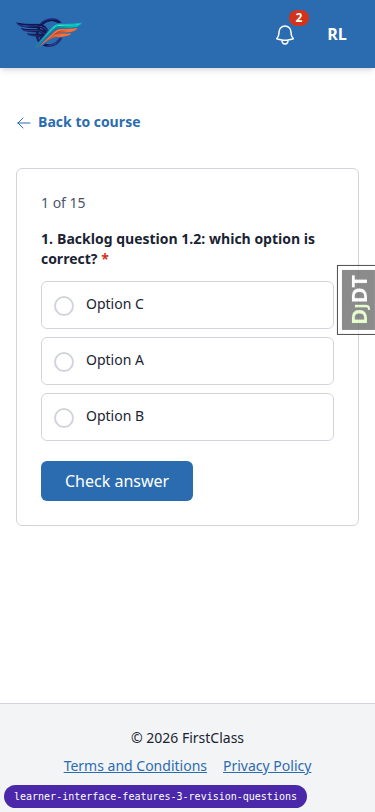 2
RL
Back to course
1 of 15
1. Backlog question 1.2: which option is
correct? *
Option C
Option A
Option B
DjDT
Check answer
© 2026 FirstClass
Terms and Conditions Privacy Policy
learner-interface-features-3-revision-questions